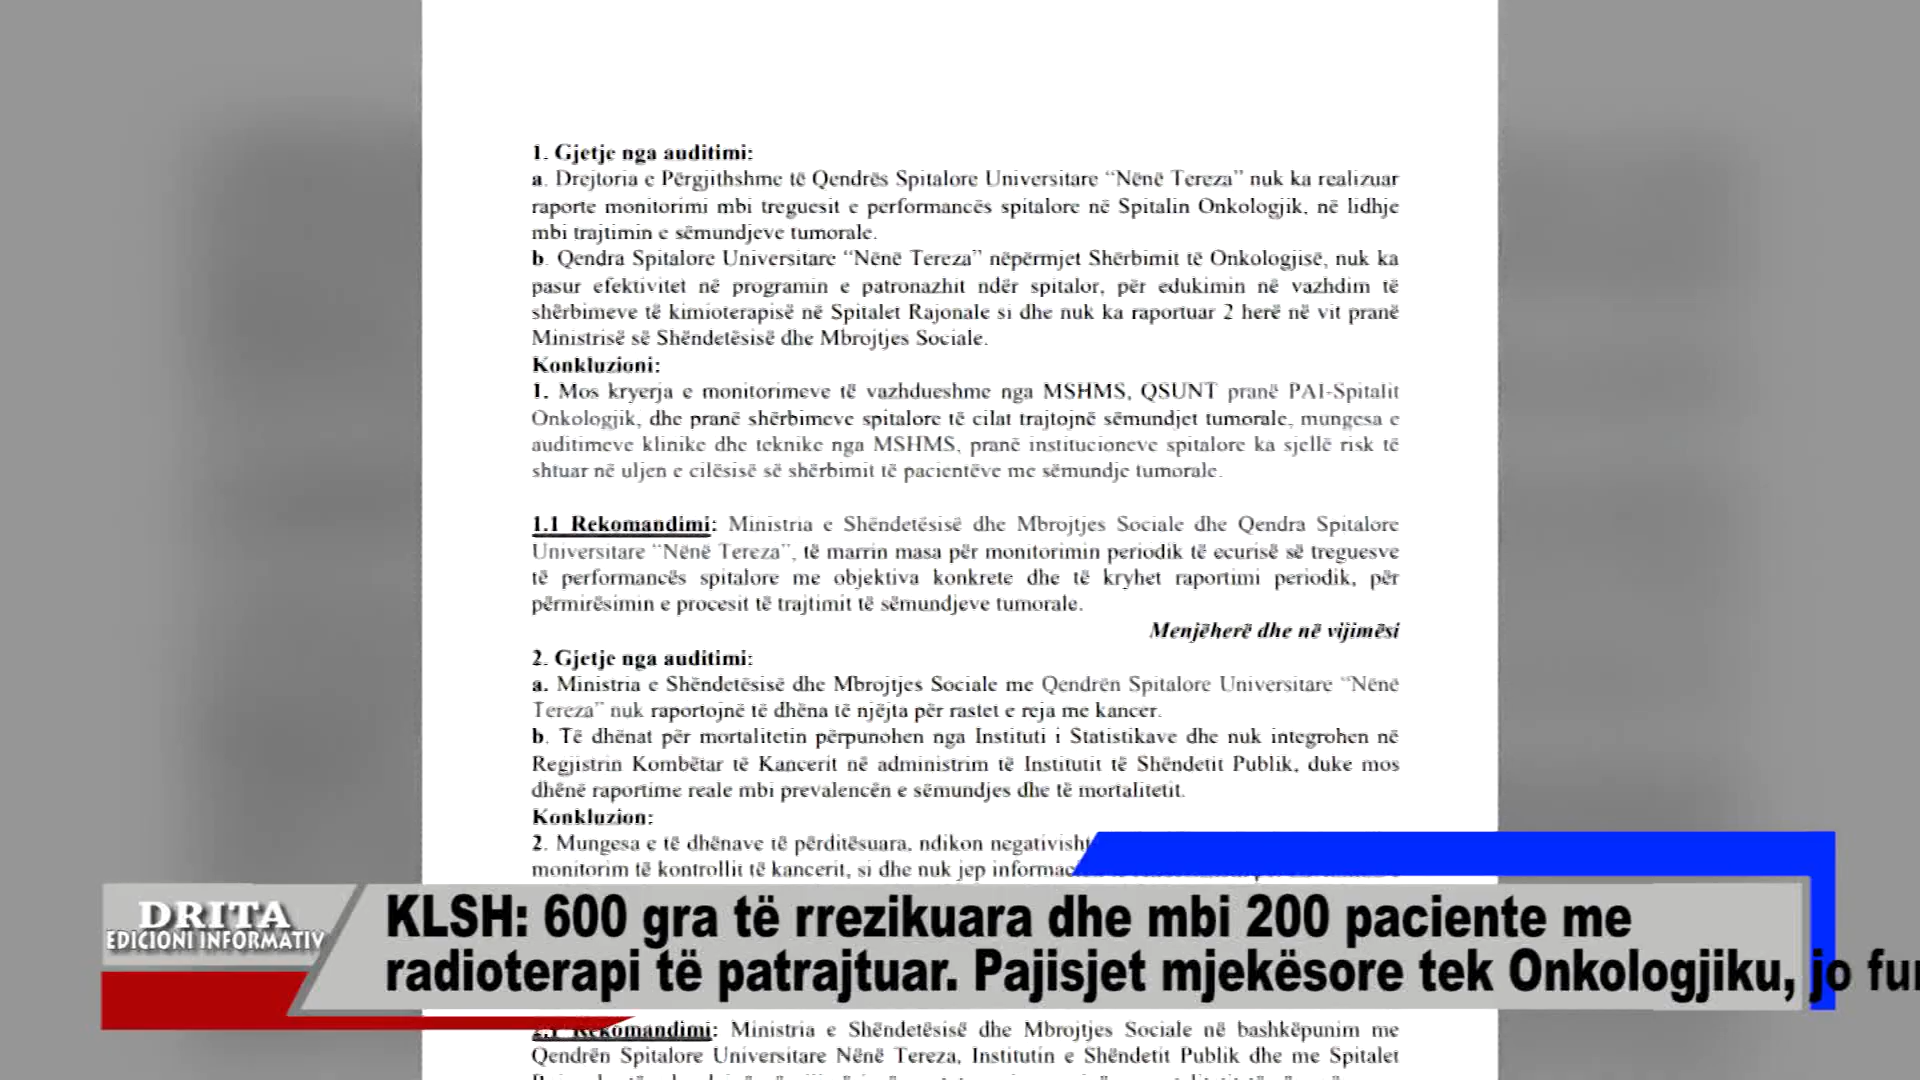 1. Gjetje nga auditimi:
a. Drejtoria e Përgjithshme të Qendrës Spitalore Universitare “Nënë Tereza” nuk ka realizuar
raporte monitorimi mbi treguesit e performancës spitalore në Spitalin Onkologjik, në lidhje
mbi trajtimin e sëmundjeve tumorale.
b. Qendra Spitalore Universitare “Nënë Tereza” nëpërmjet Shërbimit të Onkologjisë, nuk ka
pasur efektivitet në programin e patronazhit ndër spitalor, për edukimin në vazhdim të
shërbimeve të kimioterapisë në Spitalet Rajonale si dhe nuk ka raportuar 2 herë në vit pranë
Ministrisë së Shëndetësisë dhe Mbrojtjes Sociale.
Konkluzioni:
1. Mos kryerja e monitorimeve të vazhdueshme nga MSHMS, QSUNT pranë PAI-Spitalit
Onkologjik, dhe pranë shërbimeve spitalore të cilat trajtojnë sëmundjet tumorale, mungesa e
auditimeve klinike dhe teknike nga MSHMS, pranë institucioneve spitalore ka sjellë risk të
shtuar në uljen e cilësisë së shërbimit të pacientëve me sëmundje tumorale.
1.1 Rekomandimi: Ministria e Shëndetësisë dhe Mbrojtjes Sociale dhe Qendra Spitalore
Universitare “Nënë Tereza”, të marrin masa për monitorimin periodik të ecurisë së treguesve
të performancës spitalore me objektiva konkrete dhe të kryhet raportimi periodik, për
përmirësimin e procesit të trajtimit të sëmundjeve tumorale.
Menjëherë dhe në vijimësi
2. Gjetje nga auditimi:
a. Ministria e Shëndetësisë dhe Mbrojtjes Sociale me Qendrën Spitalore Universitare “Nënë
Tereza” nuk raportojnë të dhëna të njëjta për rastet e reja me kancer.
b. Të dhënat për mortalitetin përpunohen nga Instituti i Statistikave dhe nuk integrohen në
Regjistrin Kombëtar të Kancerit në administrim të Institutit të Shëndetit Publik, duke mos
dhënë raportime reale mbi prevalencën e sëmundjes dhe të mortalitetit.
Konkluzion:
2. Mungesa e të dhënave të përditësuara, ndikon negativisht
monitorim të kontrollit të kancerit, si dhe nuk jep
DRITA
EDICIONI INFORMATIV
KLSH: 600 gra të rrezikuara dhe mbi 200 paciente me
radioterapi të patrajtuar. Pajisjet mjekësore tek Onkologjiku, jo
2.1 Rekomandimi: Ministria e Shëndetësisë dhe Mbrojtjes Sociale në bashkëpunim me
Qendrën Spitalore Universitare Nënë Tereza, Institutin e Shëndetit Publik dhe me Spitalet